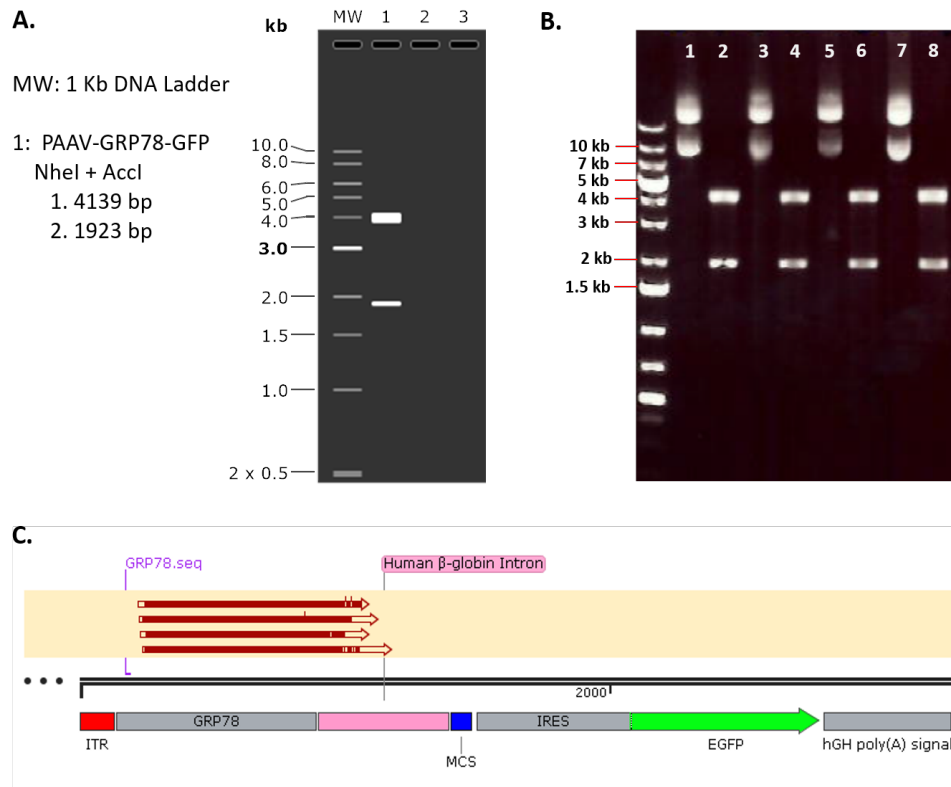 A.
kb
MW 1 2 3
MW: 1 Kb DNA Ladder
1: PAAV-GRP78-GFP
NheI + AccI
1. 4139 bp
2. 1923 bp
10.0
8.0
6.0
5.0
4.0
3.0
2.0
1.5
1.0
2 x 0.5
B.
1 2 3 4 5 6 7 8
10 kb
7 kb
5 kb
4 kb
3 kb
2 kb
1.5 kb
C.
GRP78.seq
Human β-globin Intron
2000
GRP78
IRES
ITR
MCS
EGFP
hGH poly(A) signal